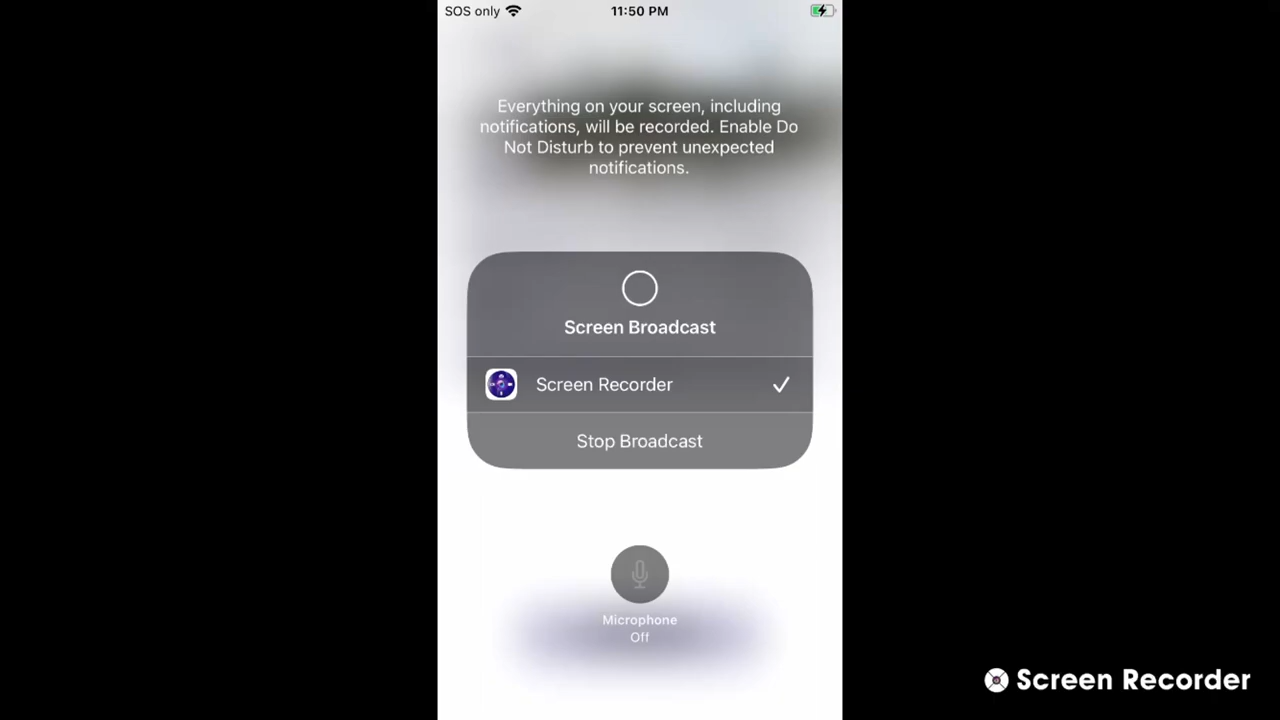 SOS only
11:50 PM
Everything on your screen, including
notifications, will be recorded. Enable Do
Not Disturb to prevent unexpected
notifications.
Screen Broadcast
Screen Recorder
Stop Broadcast
Microphone
Off
Screen Recorder